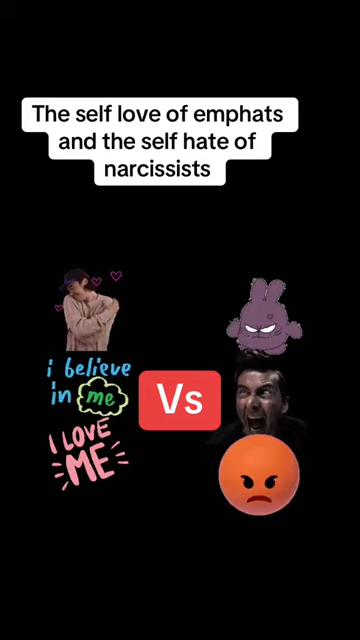 The self love of emphats
and the self hate of
narcissists
i believe
in me
Vs
I LOVE
ME